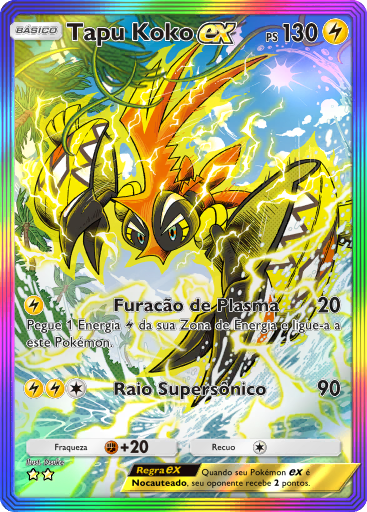 BÁSICO Tapu Koko ex PS 130
Furacão de Plasma 20
Pegue 1 Energia da sua Zona de Energia e ligue-a a
este Pokémon.
Raio Supersônico 90
Fraqueza +20 Recuo
Regra ex Quando seu Pokémon ex é
Nocauteado, seu oponente recebe 2 pontos.